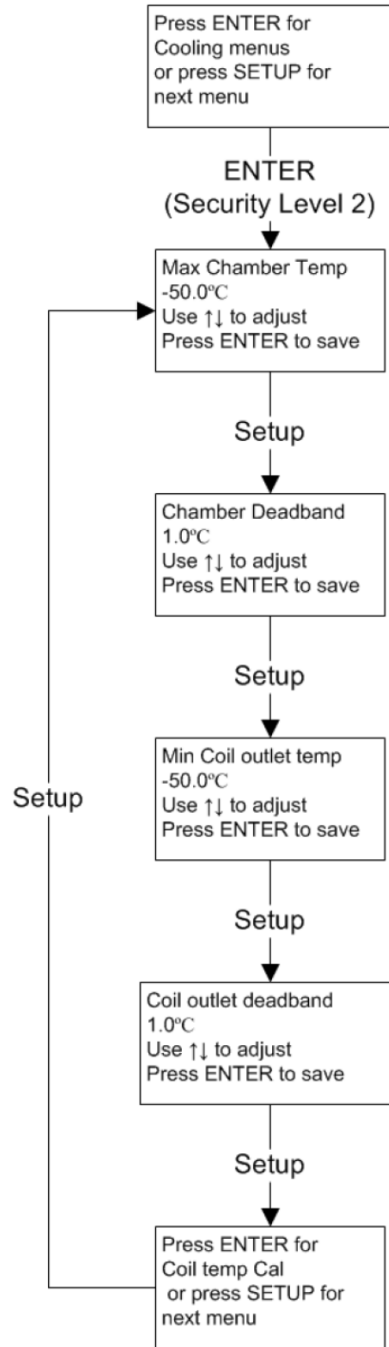 Press ENTER for
Cooling menus
or press SETUP for
next menu
ENTER
(Security Level 2)
Max Chamber Temp
-50.0ºC
Use ↑↓ to adjust
Press ENTER to save
Setup
Chamber Deadband
1.0ºC
Use ↑↓ to adjust
Press ENTER to save
Setup
Min Coil outlet temp
-50.0ºC
Use ↑↓ to adjust
Press ENTER to save
Setup
Setup
Coil outlet deadband
1.0ºC
Use ↑↓ to adjust
Press ENTER to save
Setup
Press ENTER for
Coil temp Cal
or press SETUP for
next menu